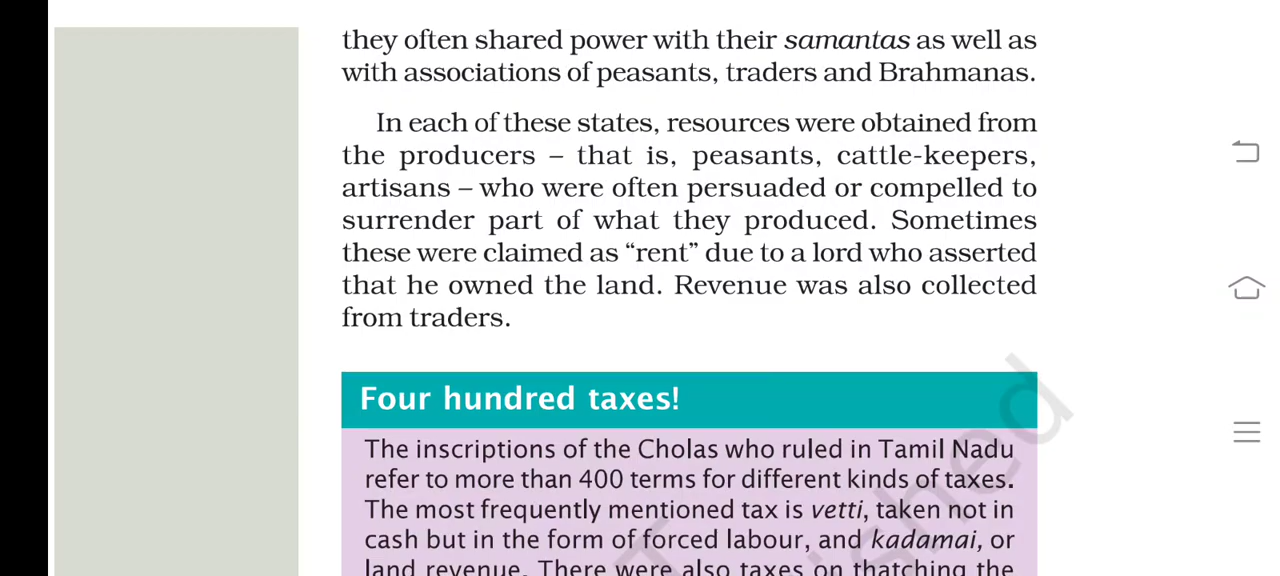 they often shared power with their samantas as well as
with associations of peasants, traders and Brahmanas.
In each of these states, resources were obtained from
the producers – that is, peasants, cattle-keepers,
artisans – who were often persuaded or compelled to
surrender part of what they produced. Sometimes
these were claimed as “rent” due to a lord who asserted
that he owned the land. Revenue was also collected
from traders.
Four hundred taxes!
The inscriptions of the Cholas who ruled in Tamil Nadu
refer to more than 400 terms for different kinds of taxes.
The most frequently mentioned tax is vetti, taken not in
cash but in the form of forced labour, and kadamai, or
land revenue. There were also taxes on thatching the